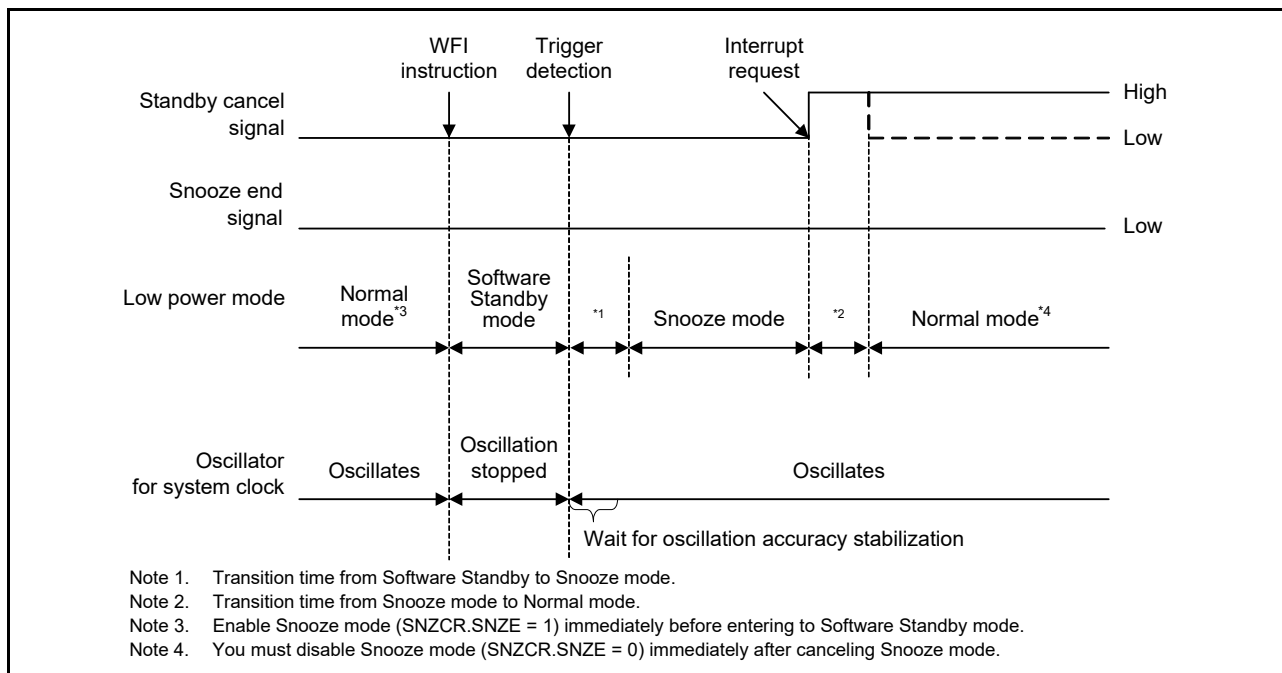 WFI
instruction
Trigger
detection
Interrupt
request
Standby cancel
signal
High
Low
Snooze end
signal
Low
Low power mode
Normal
mode*3
Software
Standby
mode
*1
Snooze mode
*2
Normal mode*4
Oscillator
for system clock
Oscillates
Oscillation
stopped
Oscillates
Wait for oscillation accuracy stabilization
Note 1. Transition time from Software Standby to Snooze mode.
Note 2. Transition time from Snooze mode to Normal mode.
Note 3. Enable Snooze mode (SNZCR.SNZE = 1) immediately before entering to Software Standby mode.
Note 4. You must disable Snooze mode (SNZCR.SNZE = 0) immediately after canceling Snooze mode.